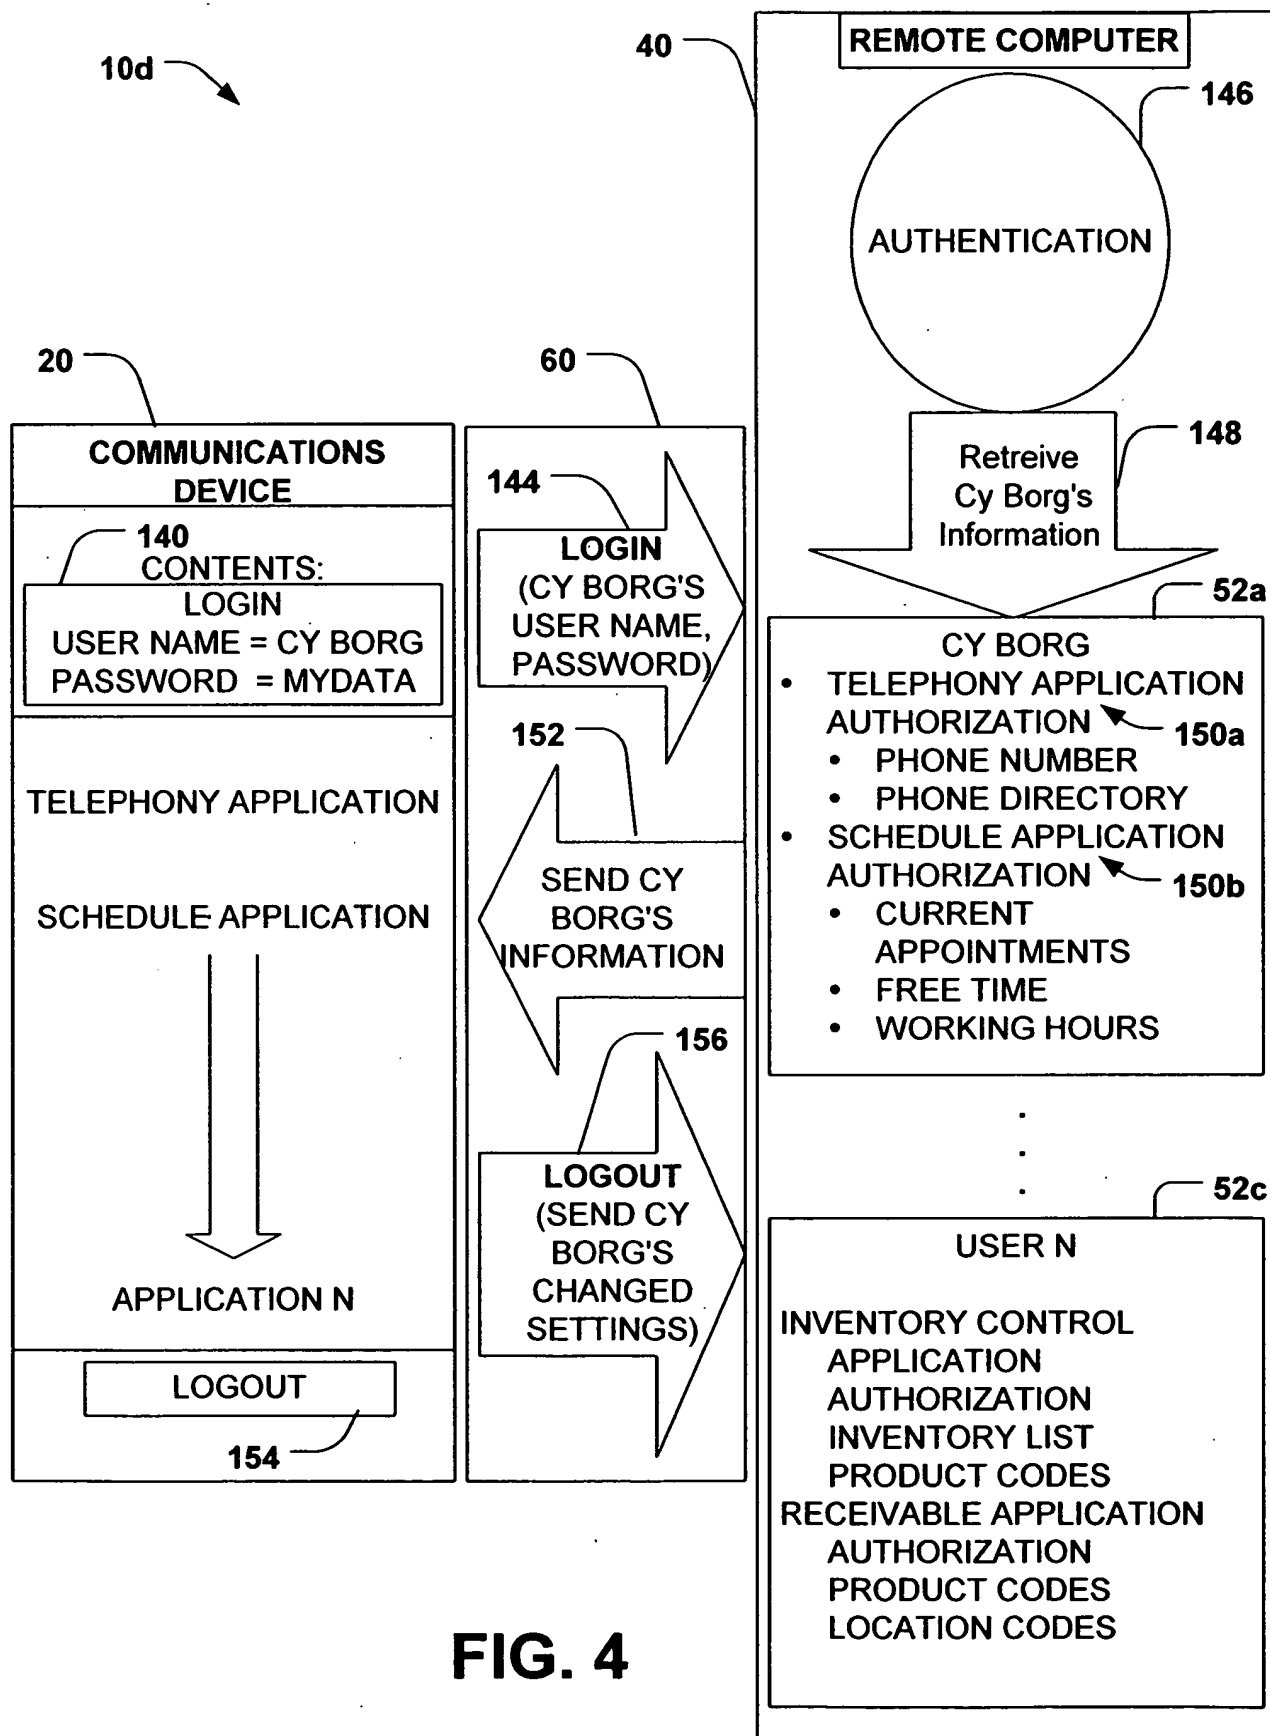 10d
40
REMOTE COMPUTER
146
AUTHENTICATION
148
Retreive
Cy Borg's
Information
20
COMMUNICATIONS
DEVICE
140
CONTENTS:
LOGIN
USER NAME = CY BORG
PASSWORD = MYDATA
TELEPHONY APPLICATION
SCHEDULE APPLICATION
APPLICATION N
LOGOUT
154
60
144
LOGIN
(CY BORG'S
USER NAME,
PASSWORD)
152
SEND CY
BORG'S
INFORMATION
156
LOGOUT
(SEND CY
BORG'S
CHANGED
SETTINGS)
52a
CY BORG
• TELEPHONY APPLICATION
AUTHORIZATION
150a
• PHONE NUMBER
• PHONE DIRECTORY
• SCHEDULE APPLICATION
AUTHORIZATION
150b
• CURRENT
APPOINTMENTS
• FREE TIME
• WORKING HOURS
52c
USER N
INVENTORY CONTROL
APPLICATION
AUTHORIZATION
INVENTORY LIST
PRODUCT CODES
RECEIVABLE APPLICATION
AUTHORIZATION
PRODUCT CODES
LOCATION CODES
FIG. 4